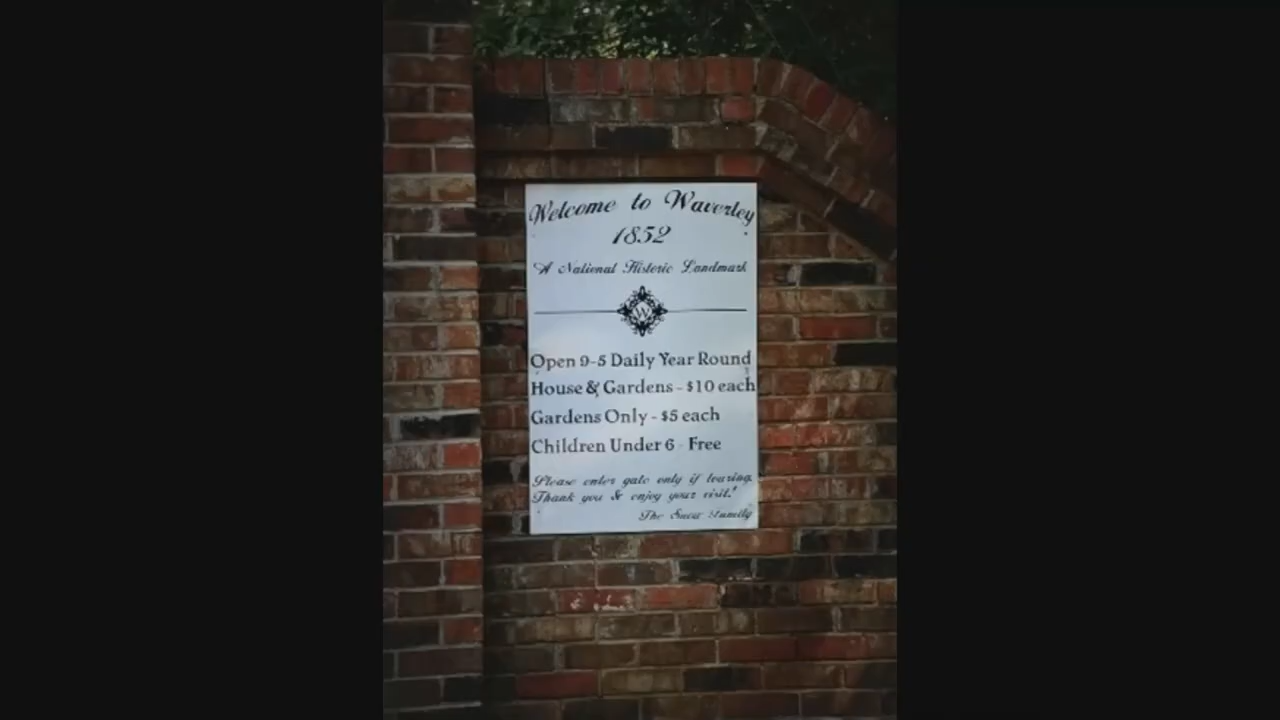 Welcome to Waverley
1852
A National Historic Landmark
W
Open 9-5 Daily Year Round
House & Gardens - $10 each
Gardens Only - $5 each
Children Under 6 - Free
Please enter gate only if touring.
Thank you & enjoy your visit!
The Snow Family